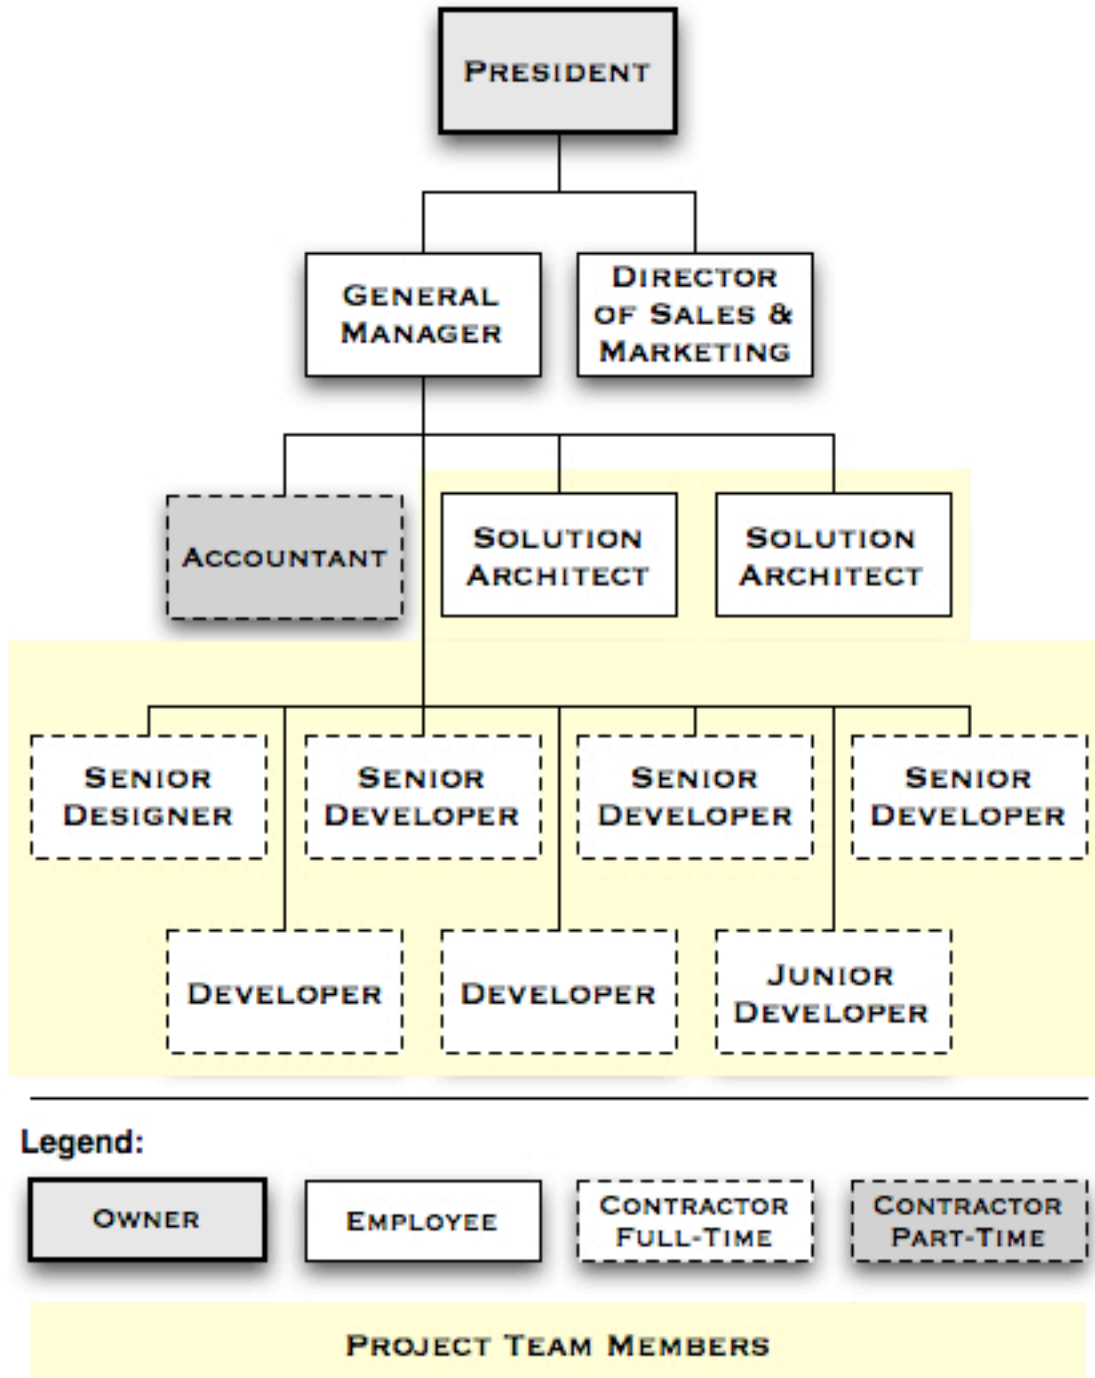 PRESIDENT
GENERAL
MANAGER
DIRECTOR
OF SALES &
MARKETING
ACCOUNTANT
SOLUTION
ARCHITECT
SOLUTION
ARCHITECT
SENIOR
DESIGNER
SENIOR
DEVELOPER
SENIOR
DEVELOPER
SENIOR
DEVELOPER
DEVELOPER
DEVELOPER
JUNIOR
DEVELOPER
Legend:
OWNER
EMPLOYEE
CONTRACTOR
FULL-TIME
CONTRACTOR
PART-TIME
PROJECT TEAM MEMBERS